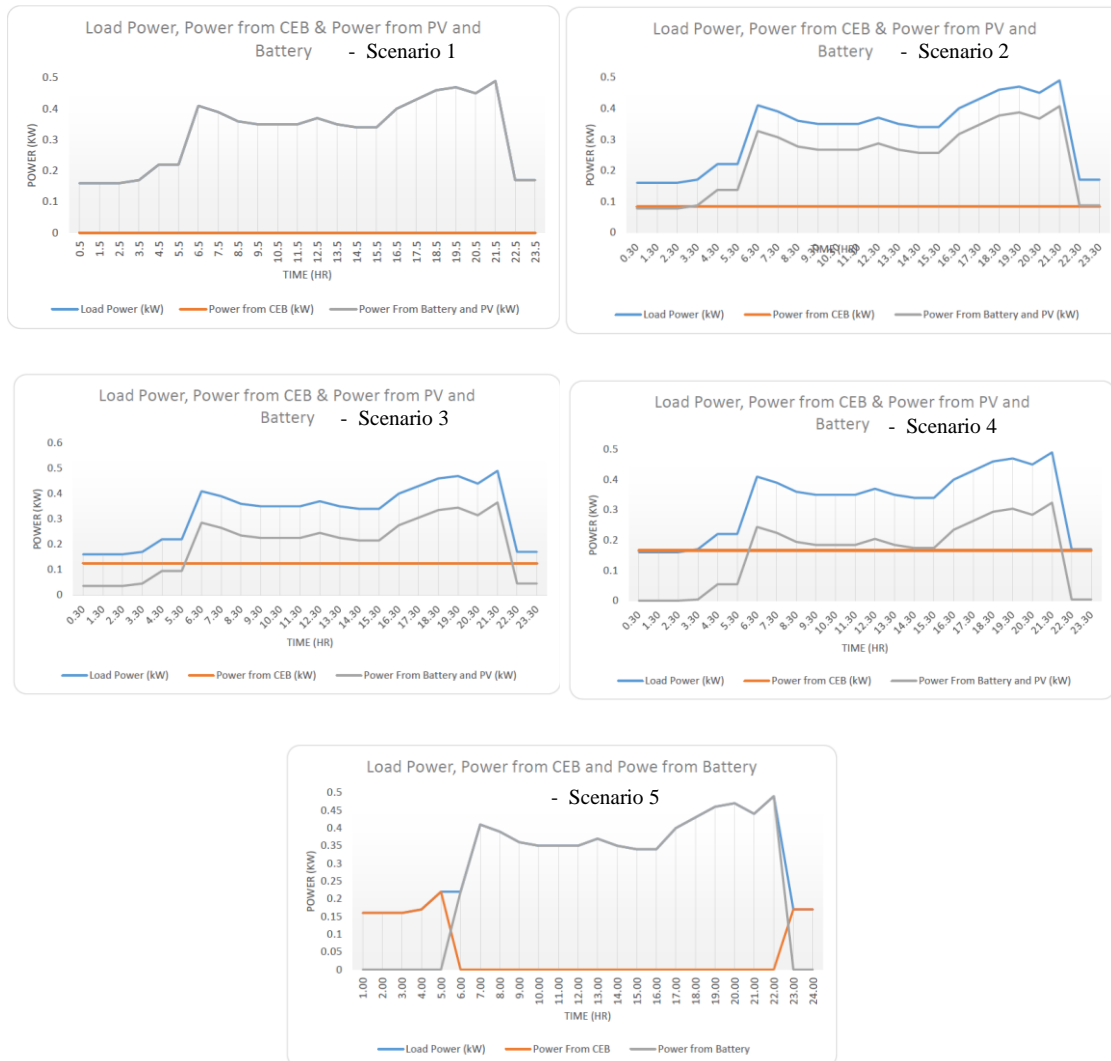 Load Power, Power from CEB & Power from PV and
Battery - Scenario 1
0.5
0.4
0.3
0.2
0.1
0
POWER (KW)
0.5 1.5 2.5 3.5 4.5 5.5 6.5 7.5 8.5 9.5 10.5 11.5 12.5 13.5 14.5 15.5 16.5 17.5 18.5 19.5 20.5 21.5 22.5 23.5
TIME (HR)
Load Power (kW) Power from CEB (kW) Power From Battery and PV (kW)
Load Power, Power from CEB & Power from PV and
Battery - Scenario 2
0.5
0.4
0.3
0.2
0.1
0
POWER (KW)
0.30 1.30 2.30 3.30 4.30 5.30 6.30 7.30 8.30 9.30 10.30 11.30 12.30 13.30 14.30 15.30 16.30 17.30 18.30 19.30 20.30 21.30 22.30 23.30
TIME (HR)
Load Power (kW) Power from CEB (kW) Power From Battery and PV (kW)
Load Power, Power from CEB & Power from PV and
Battery - Scenario 3
0.6
0.5
0.4
0.3
0.2
0.1
0
POWER (KW)
0.30 1.30 2.30 3.30 4.30 5.30 6.30 7.30 8.30 9.30 10.30 11.30 12.30 13.30 14.30 15.30 16.30 17.30 18.30 19.30 20.30 21.30 22.30 23.30
TIME (HR)
Load Power (kW) Power from CEB (kW) Power From Battery and PV (kW)
Load Power, Power from CEB & Power from PV and
Battery - Scenario 4
0.5
0.4
0.3
0.2
0.1
0
POWER (KW)
0.30 1.30 2.30 3.30 4.30 5.30 6.30 7.30 8.30 9.30 10.30 11.30 12.30 13.30 14.30 15.30 16.30 17.30 18.30 19.30 20.30 21.30 22.30 23.30
TIME (HR)
Load Power (kW) Power from CEB (kW) Power From Battery and PV (kW)
Load Power, Power from CEB and Powe from Battery
- Scenario 5
0.5
0.45
0.4
0.35
0.3
0.25
0.2
0.15
0.1
0.05
0
POWER (KW)
1.00 2.00 3.00 4.00 5.00 6.00 7.00 8.00 9.00 10.00 11.00 12.00 13.00 14.00 15.00 16.00 17.00 18.00 19.00 20.00 21.00 22.00 23.00 24.00
TIME (HR)
Load Power (kW) Power From CEB Power from Battery